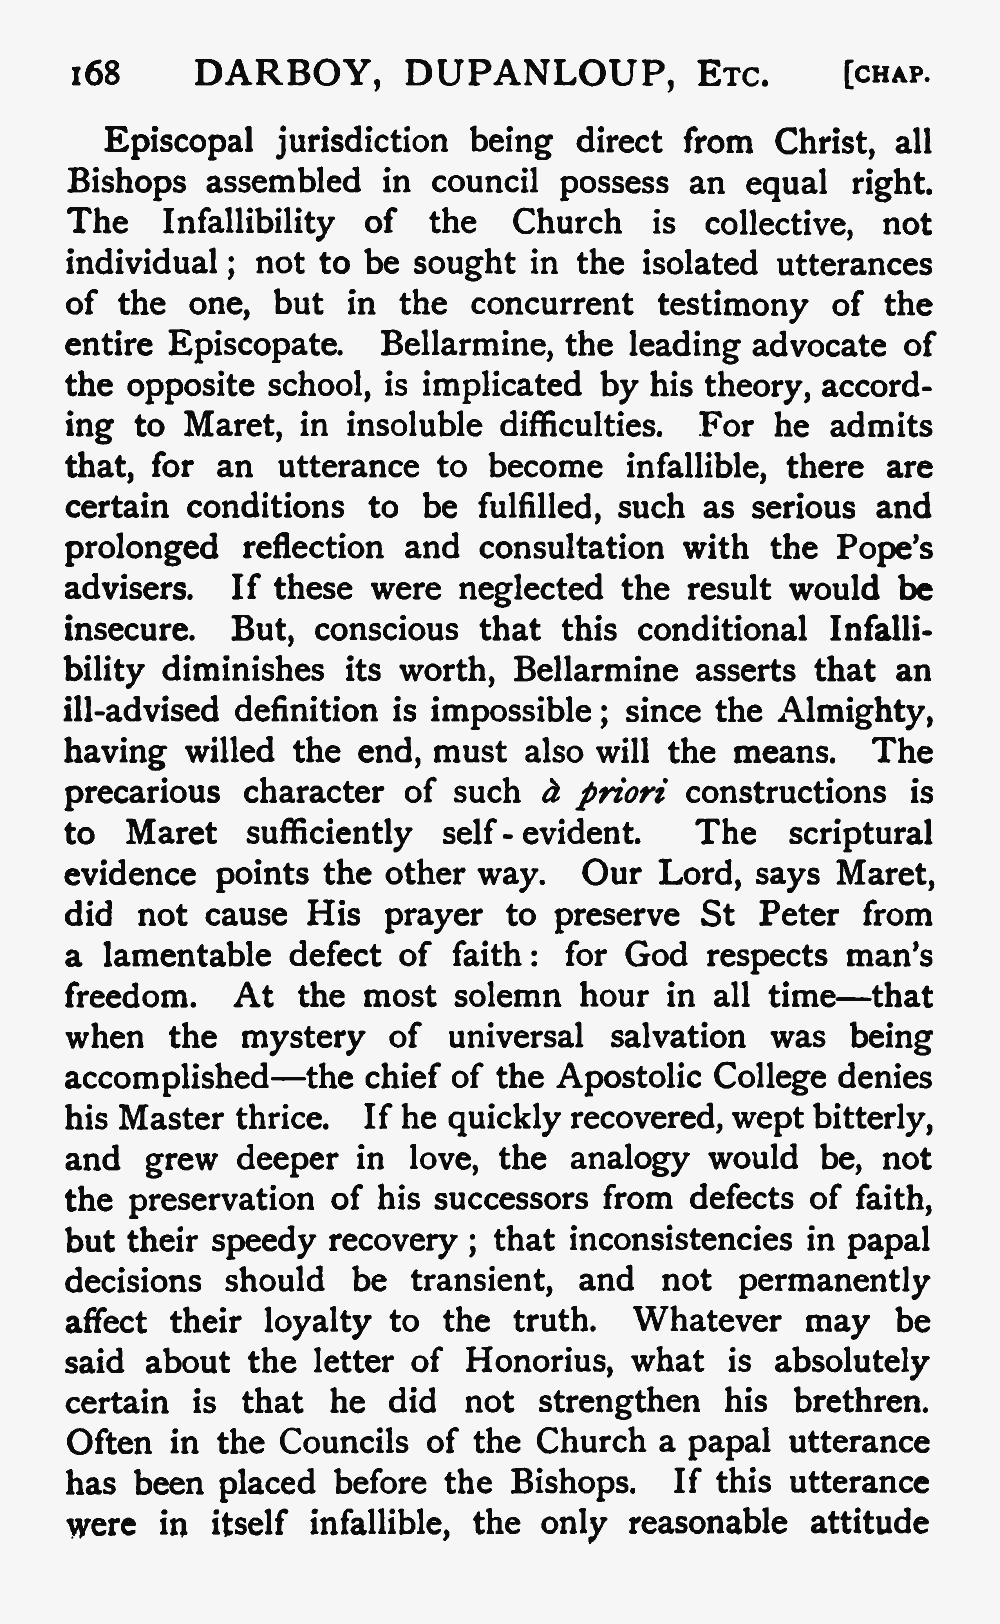 168 DARBOY, DUPANLOUP, ETC. [CHAP.
Episcopal jurisdiction being direct from Christ, all
Bishops assembled in council possess an equal right.
The Infallibility of the Church is collective, not
individual ; not to be sought in the isolated utterances
of the one, but in the concurrent testimony of the
entire Episcopate. Bellarmine, the leading advocate of
the opposite school, is implicated by his theory, accord-
ing to Maret, in insoluble difficulties. For he admits
that, for an utterance to become infallible, there are
certain conditions to be fulfilled, such as serious and
prolonged reflection and consultation with the Pope's
advisers. If these were neglected the result would be
insecure. But, conscious that this conditional Infalli-
bility diminishes its worth, Bellarmine asserts that an
ill-advised definition is impossible ; since the Almighty,
having willed the end, must also will the means. The
precarious character of such à priori constructions is
to Maret sufficiently self-evident. The scriptural
evidence points the other way. Our Lord, says Maret,
did not cause His prayer to preserve St Peter from
a lamentable defect of faith : for God respects man's
freedom. At the most solemn hour in all time—that
when the mystery of universal salvation was being
accomplished—the chief of the Apostolic College denies
his Master thrice. If he quickly recovered, wept bitterly,
and grew deeper in love, the analogy would be, not
the preservation of his successors from defects of faith,
but their speedy recovery ; that inconsistencies in papal
decisions should be transient, and not permanently
affect their loyalty to the truth. Whatever may be
said about the letter of Honorius, what is absolutely
certain is that he did not strengthen his brethren.
Often in the Councils of the Church a papal utterance
has been placed before the Bishops. If this utterance
were in itself infallible, the only reasonable attitude